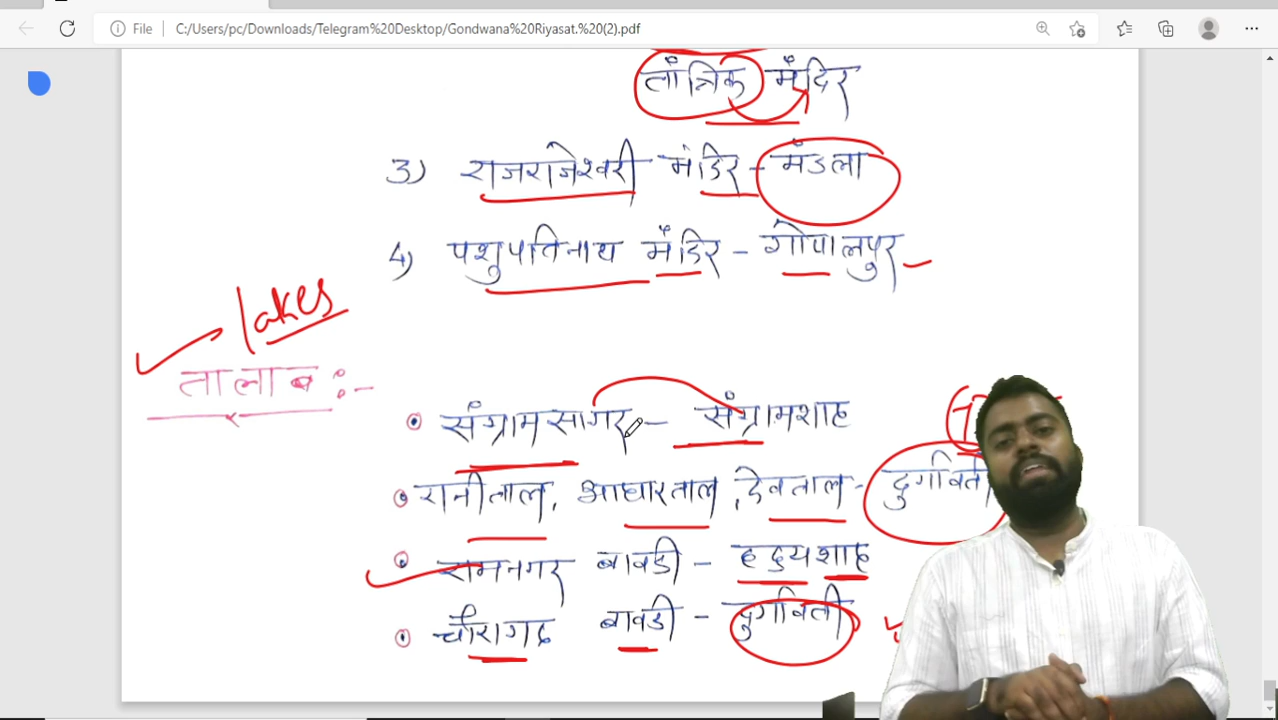 File C:/Users/pc/Downloads/Telegram%20Desktop/Gondwana%20Riyasat.%20(2).pdf
तांत्रिक मंदिर
3) राजराजेश्वरी मंदिर - मंडला
4) पशुपतिनाथ मंदिर - गोपालपुर
lakes
तालाब :-
संग्रामसागर - संग्रामशाह
रानीताल, आधारताल, देवताल - दुर्गावती
रामनगर बावडी - हृदयशाह
चौरागढ बावडी - दुर्गावती